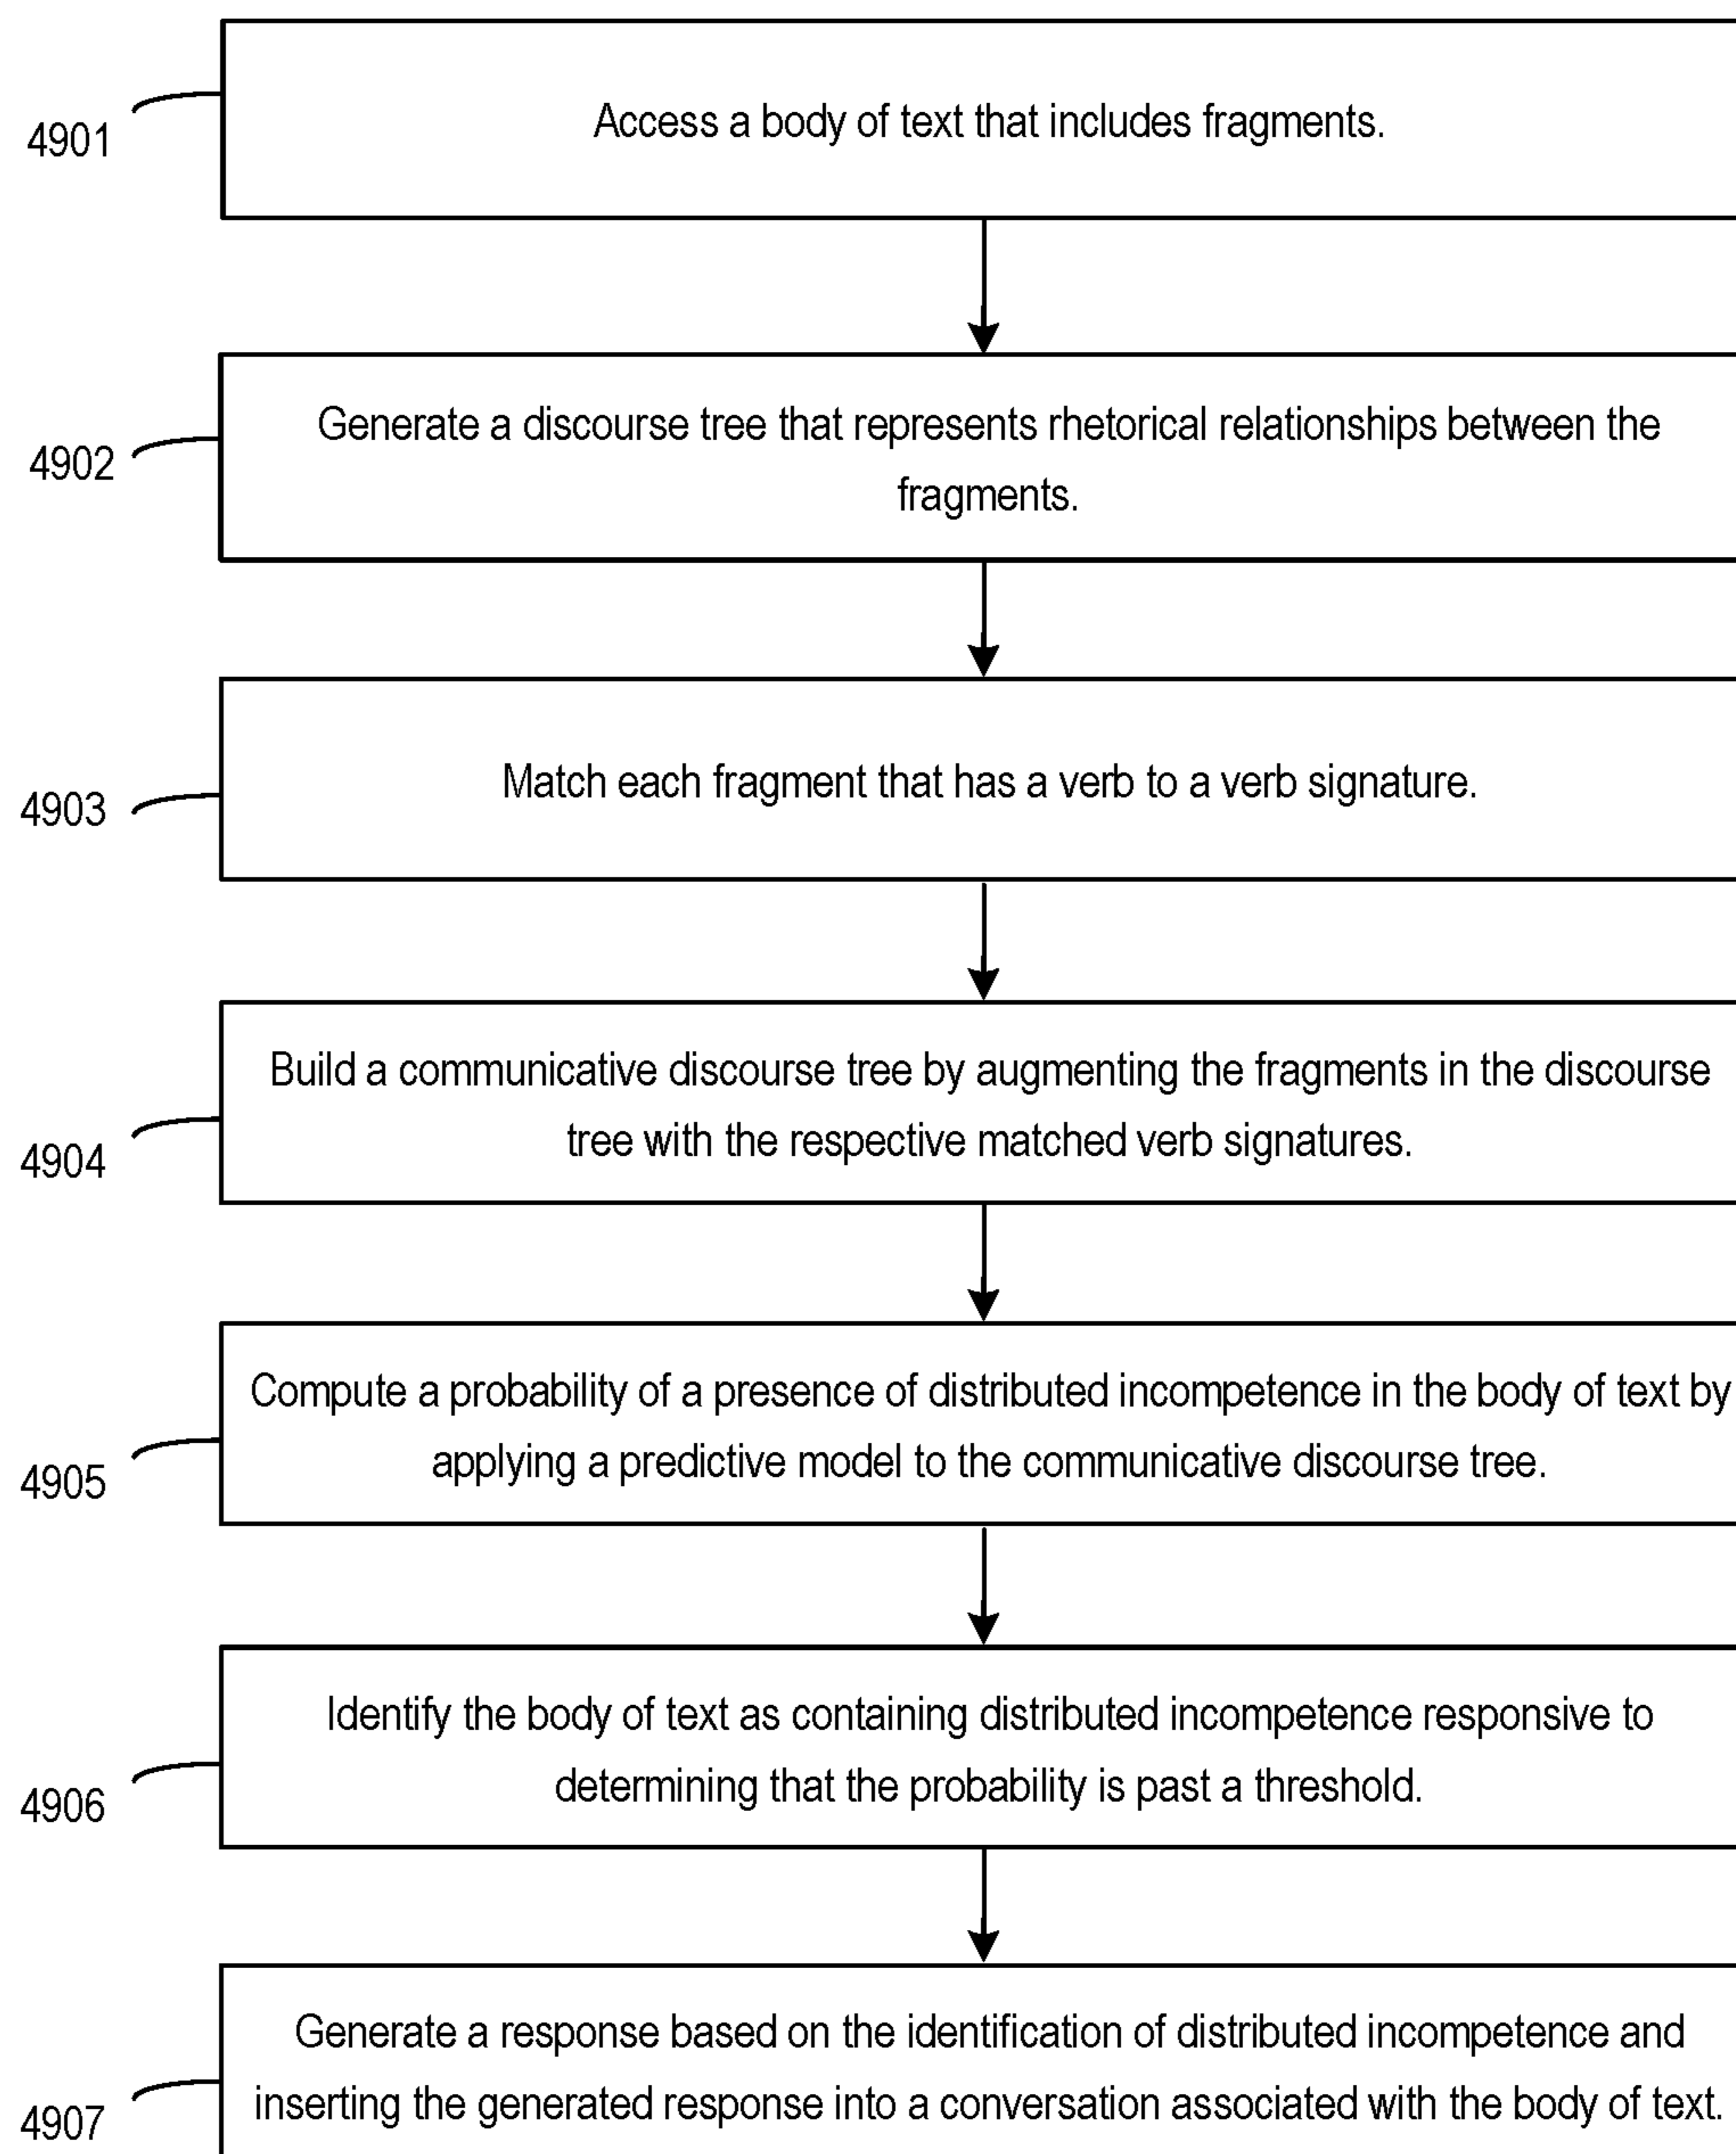 4901
Access a body of text that includes fragments.
4902
Generate a discourse tree that represents rhetorical relationships between the
fragments.
4903
Match each fragment that has a verb to a verb signature.
4904
Build a communicative discourse tree by augmenting the fragments in the discourse
tree with the respective matched verb signatures.
4905
Compute a probability of a presence of distributed incompetence in the body of text by
applying a predictive model to the communicative discourse tree.
4906
Identify the body of text as containing distributed incompetence responsive to
determining that the probability is past a threshold.
4907
Generate a response based on the identification of distributed incompetence and
inserting the generated response into a conversation associated with the body of text.